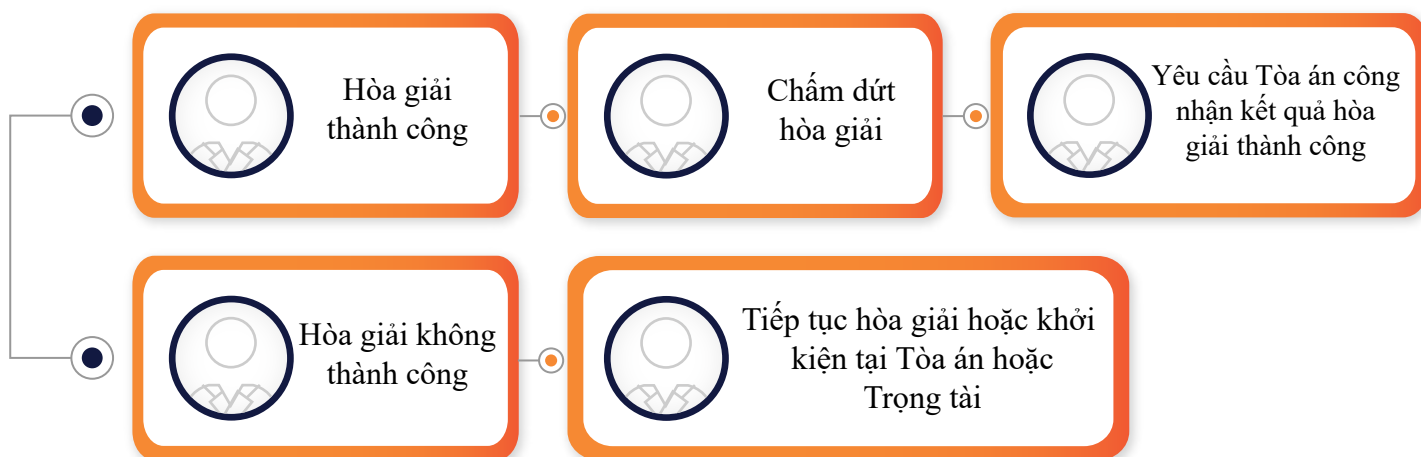 Hòa giải
thành công
Chấm dứt
hòa giải
Yêu cầu Tòa án công
nhận kết quả hòa
giải thành công
Hòa giải không
thành công
Tiếp tục hòa giải hoặc khởi
kiện tại Tòa án hoặc
Trọng tài